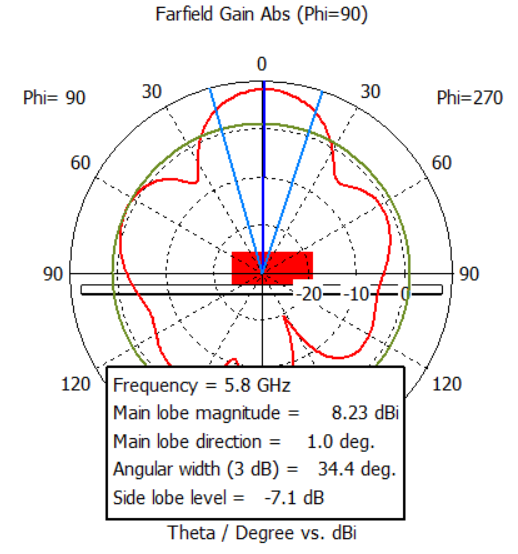 Farfield Gain Abs (Phi=90)
0
Phi= 90 30 30 Phi=270
60 60
90 90
-20 -10 0
120 120
Frequency = 5.8 GHz
Main lobe magnitude = 8.23 dBi
Main lobe direction = 1.0 deg.
Angular width (3 dB) = 34.4 deg.
Side lobe level = -7.1 dB
Theta / Degree vs. dBi